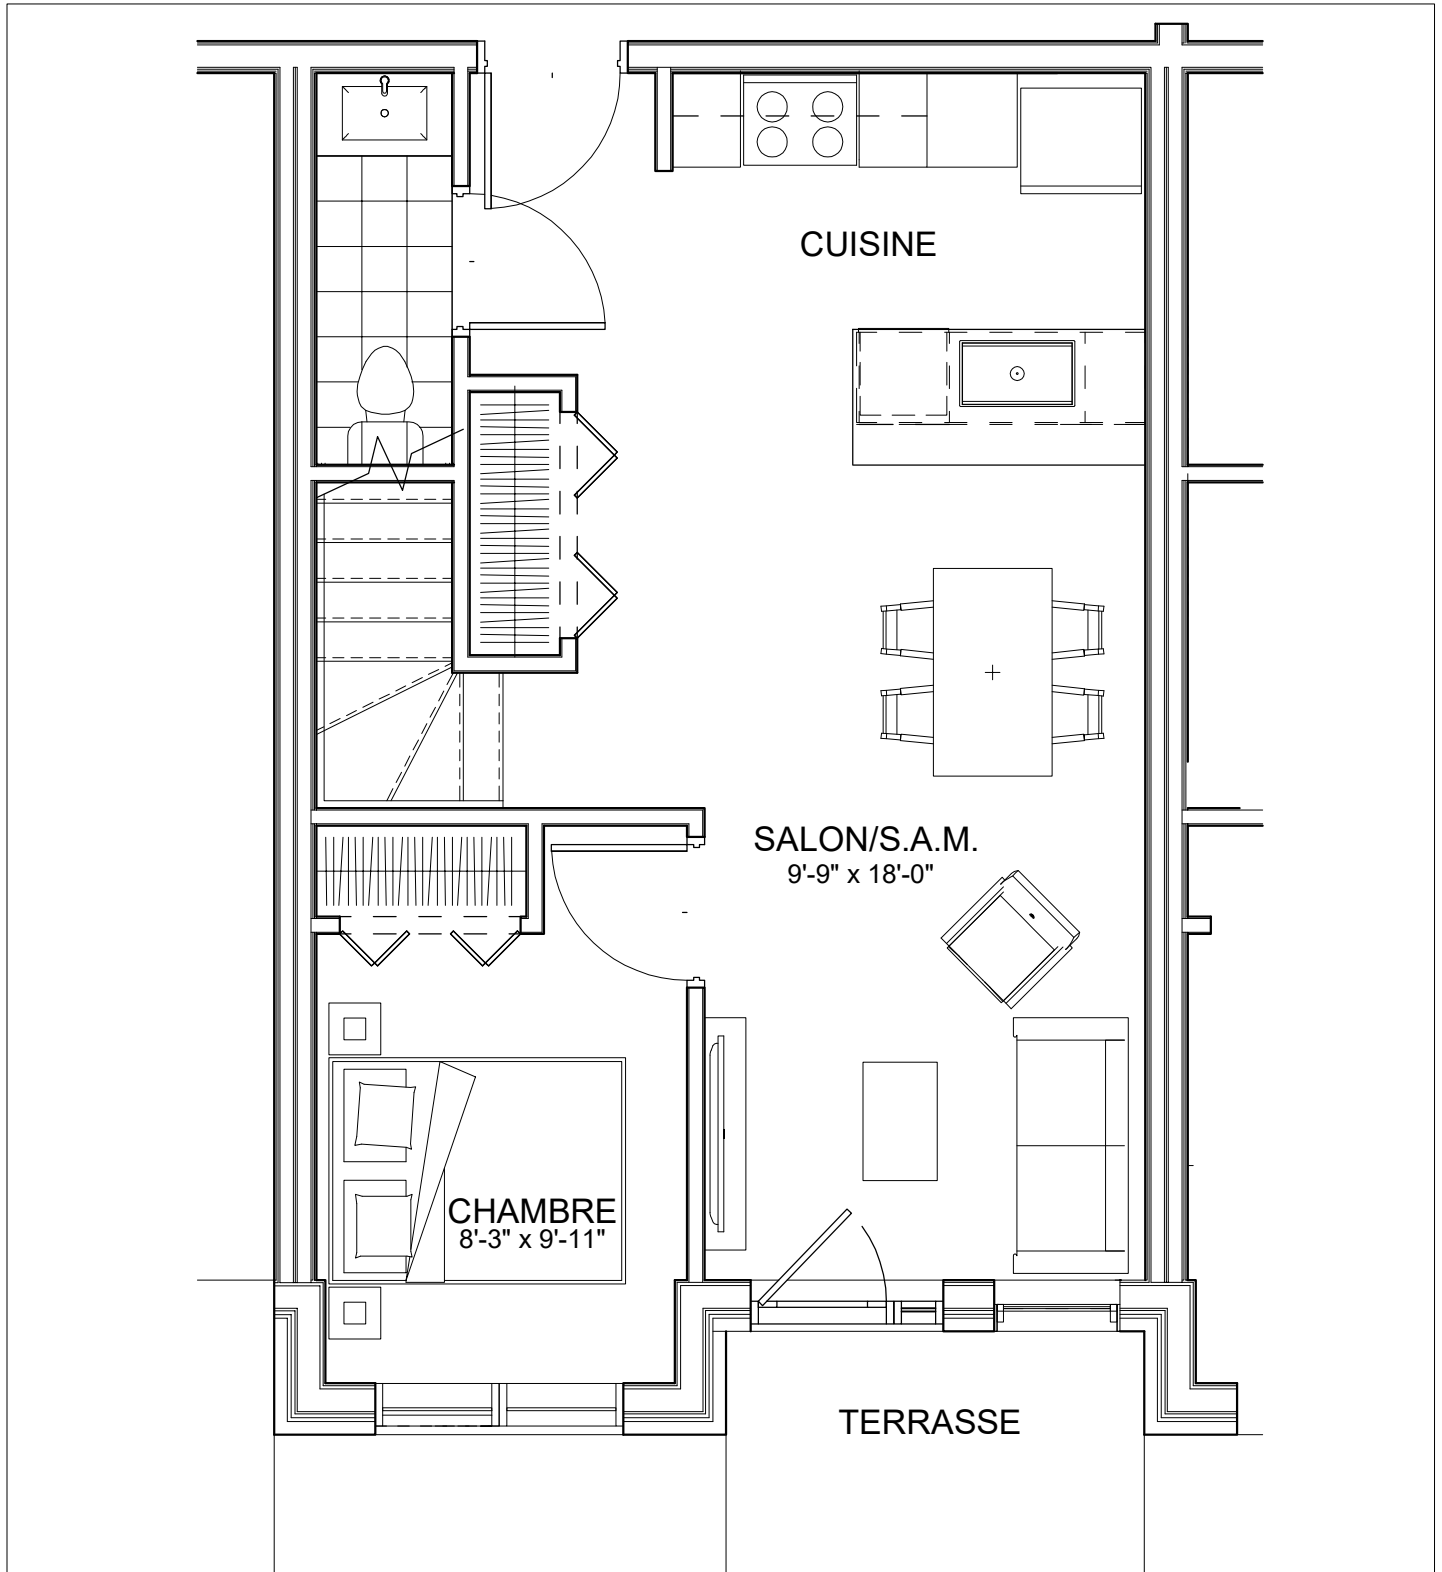 CUISINE
SALON/S.A.M.
9'-9" x 18'-0"
CHAMBRE
8'-3" x 9'-11"
TERRASSE